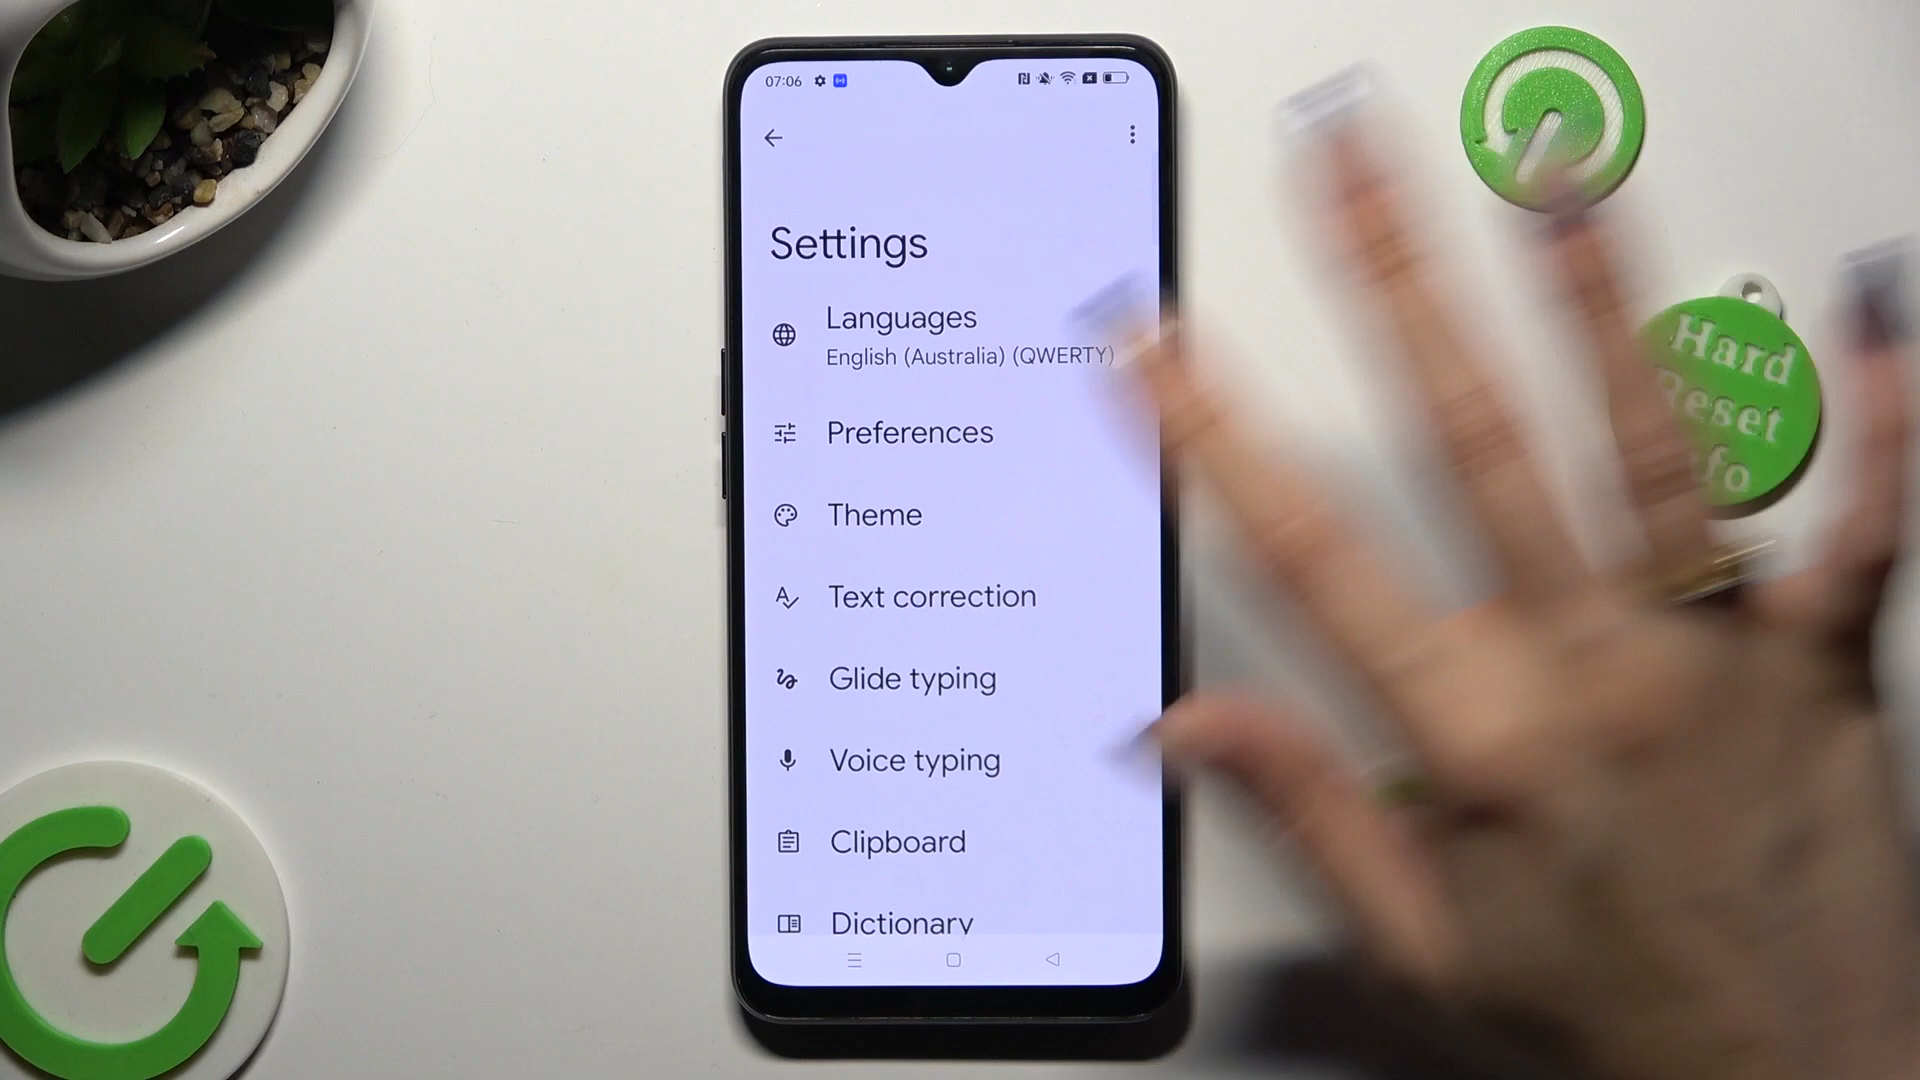 07:06
Settings
Languages
English (Australia) (QWERTY)
Preferences
Theme
Text correction
Glide typing
Voice typing
Clipboard
Dictionary
Hard
Reset
fo